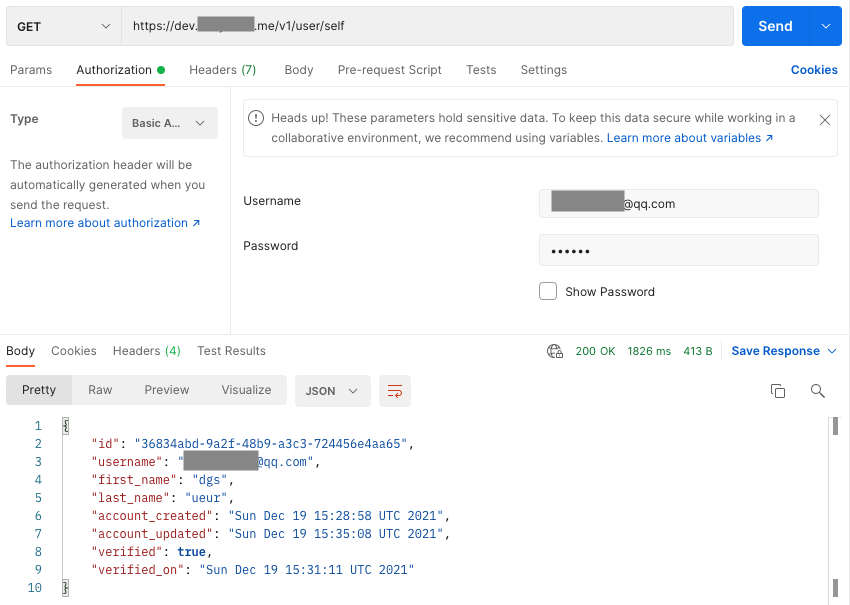 GET https://dev. .me/v1/user/self Send
Params Authorization Headers (7) Body Pre-request Script Tests Settings Cookies
Type Basic A...
The authorization header will be
automatically generated when you
send the request.
Learn more about authorization ↗
Heads up! These parameters hold sensitive data. To keep this data secure while working in a
collaborative environment, we recommend using variables. Learn more about variables ↗
Username @qq.com
Password ••••••
Show Password
Body Cookies Headers (4) Test Results 200 OK 1826 ms 413 B Save Response
Pretty Raw Preview Visualize JSON
1 {
2 "id": "36834abd-9a2f-48b9-a3c3-724456e4aa65",
3 "username": " @qq.com",
4 "first_name": "dgs",
5 "last_name": "ueur",
6 "account_created": "Sun Dec 19 15:28:58 UTC 2021",
7 "account_updated": "Sun Dec 19 15:35:08 UTC 2021",
8 "verified": true,
9 "verified_on": "Sun Dec 19 15:31:11 UTC 2021"
10 }